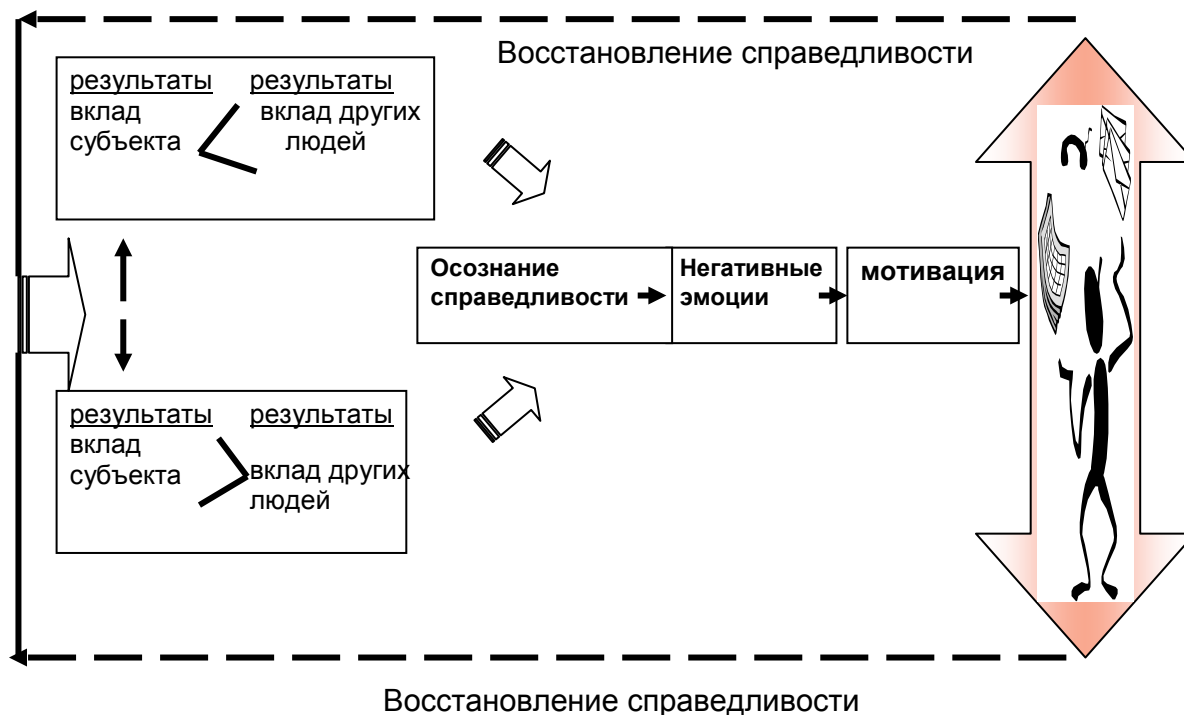 Восстановление справедливости
результаты результаты
вклад вклад других
субъекта людей
Осознание
справедливости
Негативные
эмоции
мотивация
результаты результаты
вклад
субъекта вклад других
людей
Восстановление справедливости